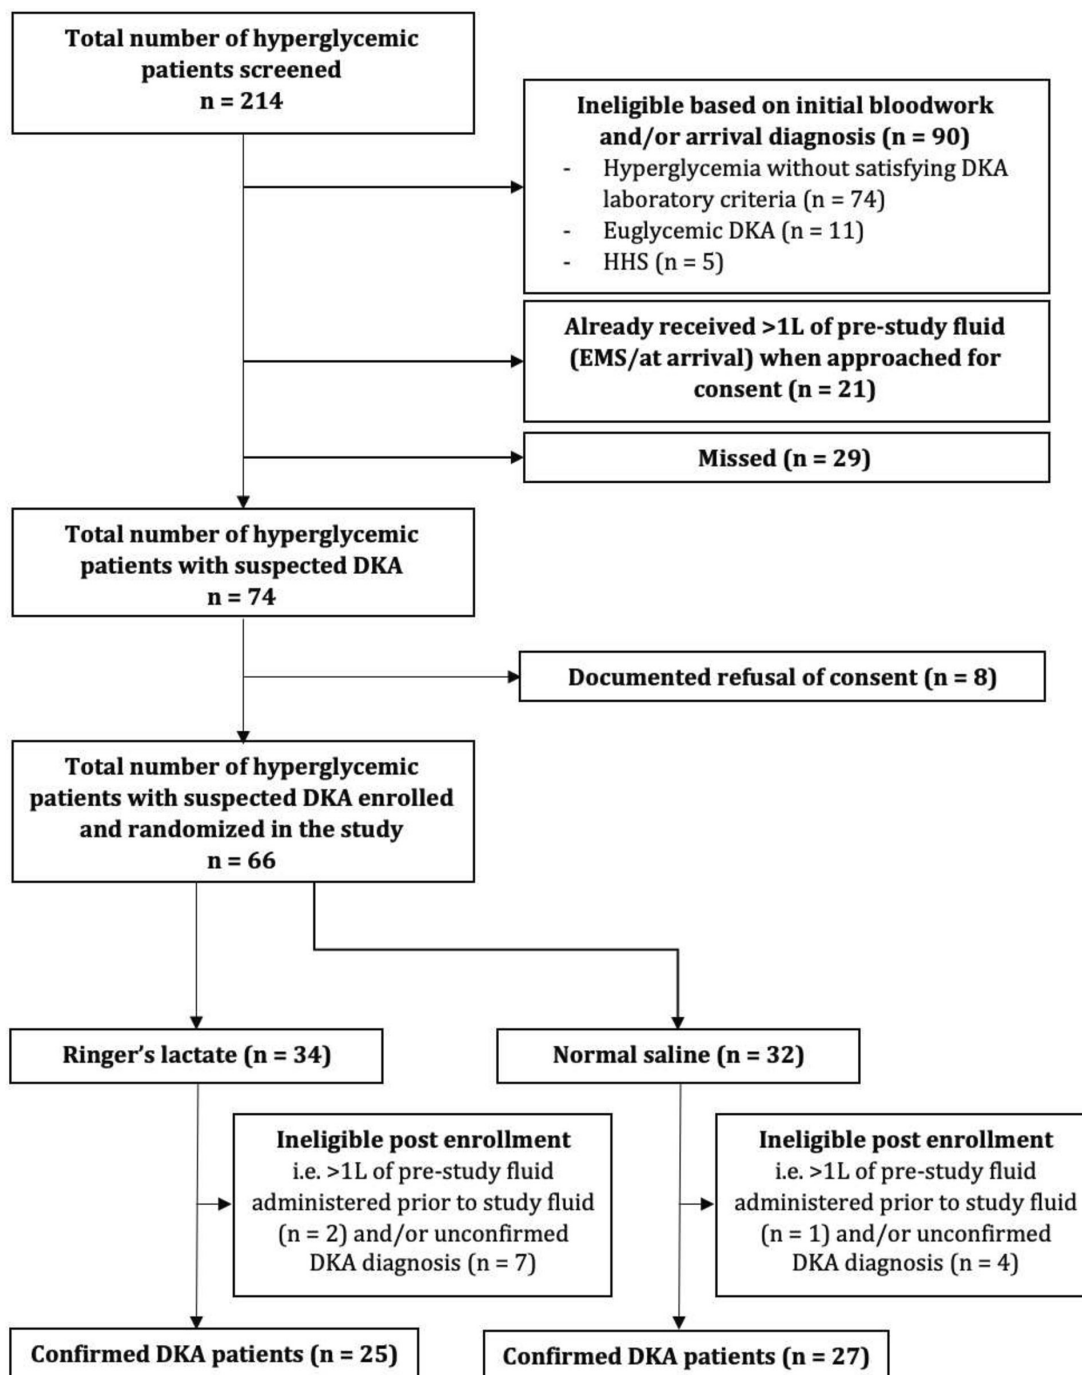 Total number of hyperglycemic
patients screened
n = 214
Ineligible based on initial bloodwork
and/or arrival diagnosis (n = 90)
- Hyperglycemia without satisfying DKA
laboratory criteria (n = 74)
- Euglycemic DKA (n = 11)
- HHS (n = 5)
Already received >1L of pre-study fluid
(EMS/at arrival) when approached for
consent (n = 21)
Missed (n = 29)
Total number of hyperglycemic
patients with suspected DKA
n = 74
Documented refusal of consent (n = 8)
Total number of hyperglycemic
patients with suspected DKA enrolled
and randomized in the study
n = 66
Ringer’s lactate (n = 34)
Normal saline (n = 32)
Ineligible post enrollment
i.e. >1L of pre-study fluid
administered prior to study fluid
(n = 2) and/or unconfirmed
DKA diagnosis (n = 7)
Ineligible post enrollment
i.e. >1L of pre-study fluid
administered prior to study fluid
(n = 1) and/or unconfirmed
DKA diagnosis (n = 4)
Confirmed DKA patients (n = 25)
Confirmed DKA patients (n = 27)